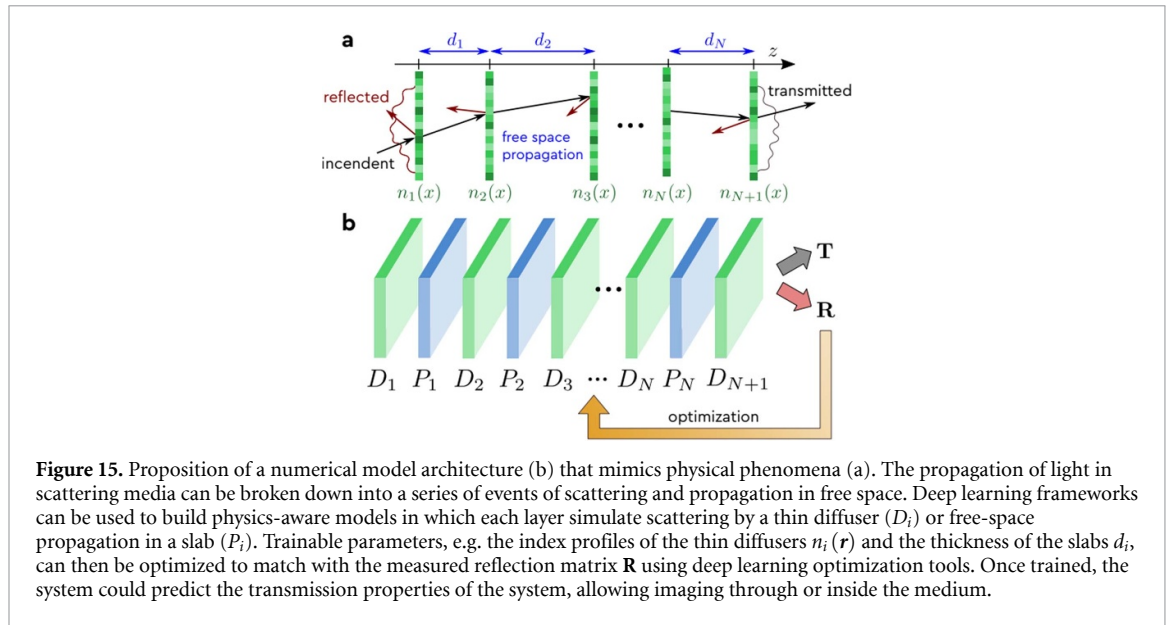 a
d₁ d₂ d_N z
reflected
transmitted
free space
propagation
incendent
n₁(x) n₂(x) n₃(x) n_N(x) n_{N+1}(x)
b
T
R
D₁ P₁ D₂ P₂ D₃ ··· D_N P_N D_{N+1}
optimization
Figure 15. Proposition of a numerical model architecture (b) that mimics physical phenomena (a). The propagation of light in
scattering media can be broken down into a series of events of scattering and propagation in free space. Deep learning frameworks
can be used to build physics-aware models in which each layer simulate scattering by a thin diffuser (Dᵢ) or free-space
propagation in a slab (Pᵢ). Trainable parameters, e.g. the index profiles of the thin diffusers nᵢ(r) and the thickness of the slabs dᵢ,
can then be optimized to match with the measured reflection matrix R using deep learning optimization tools. Once trained, the
system could predict the transmission properties of the system, allowing imaging through or inside the medium.